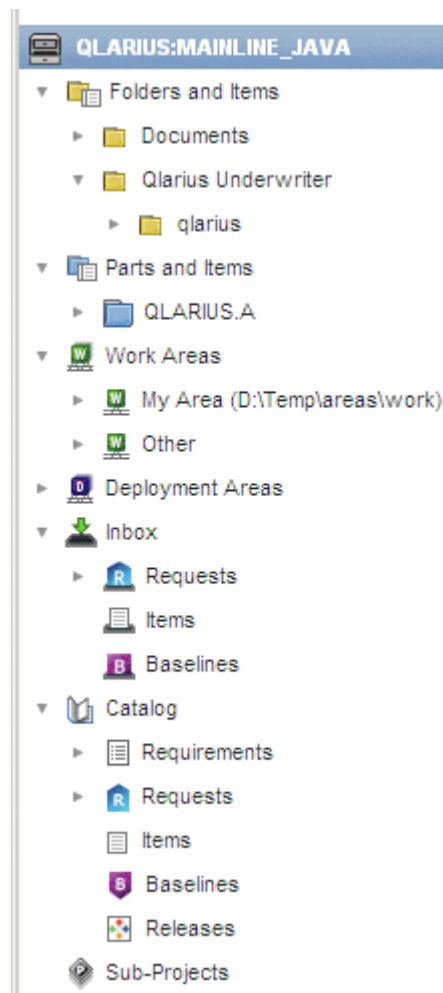 QLARIUS:MAINLINE_JAVA
Folders and Items
Documents
Qlarius Underwriter
qlarius
Parts and Items
QLARIUS.A
W
Work Areas
W
My Area (D:\Temp\areas\work)
W
Other
D
Deployment Areas
Inbox
R
Requests
Items
B
Baselines
Catalog
Requirements
R
Requests
Items
B
Baselines
Releases
P
Sub-Projects